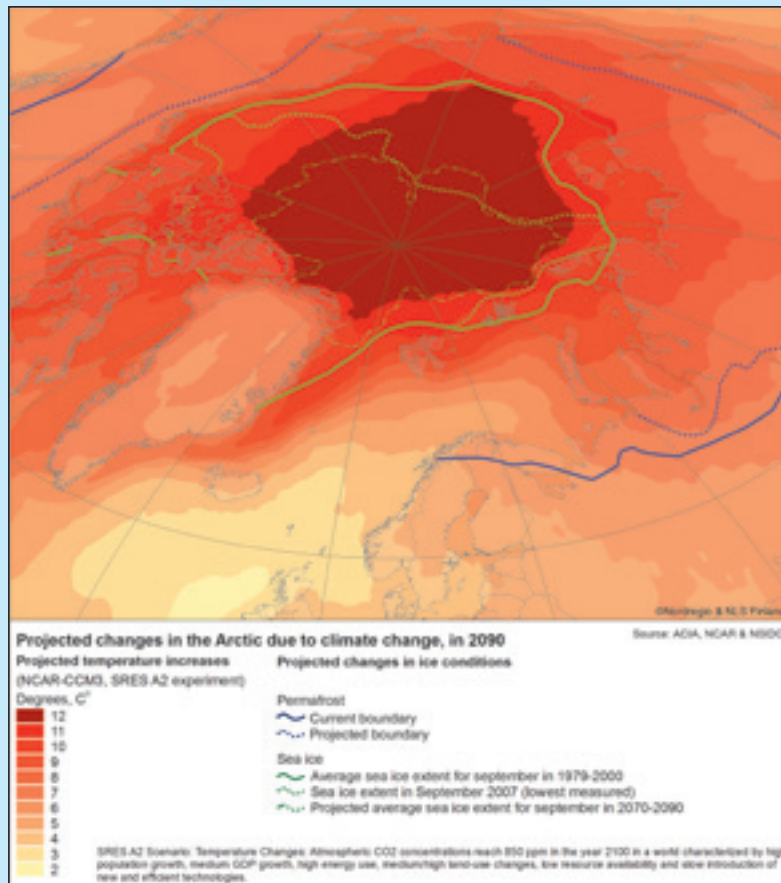 ©Nordregio & NLS Finland
Projected changes in the Arctic due to climate change, in 2090
Source: ACIA, NCAR & NSIDC
Projected temperature increases
(NCAR-CCM3, SRES A2 experiment)
Degrees, C°
12
11
10
9
8
7
6
5
4
3
2
Projected changes in ice conditions
Permafrost
Current boundary
Projected boundary
Sea ice
Average sea ice extent for september in 1979-2000
Sea ice extent in September 2007 (lowest measured)
Projected average sea ice extent for september in 2070-2090
SRES A2 Scenario: Temperature Changes: Atmospheric CO2 concentrations reach 850 ppm in the year 2100 in a world characterized by high
population growth, medium GDP growth, high energy use, medium/high land-use changes, low resource availability and slow introduction of
new and efficient technologies.